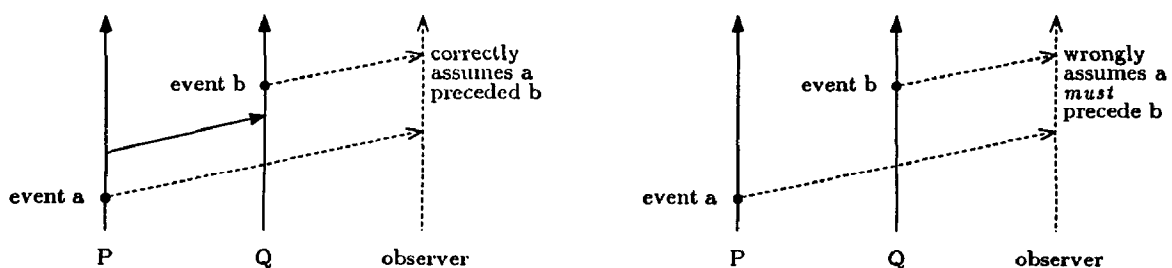 event b
correctly
assumes a
preceded b
event a
P
Q
observer
event b
wrongly
assumes a
must
precede b
event a
P
Q
observer